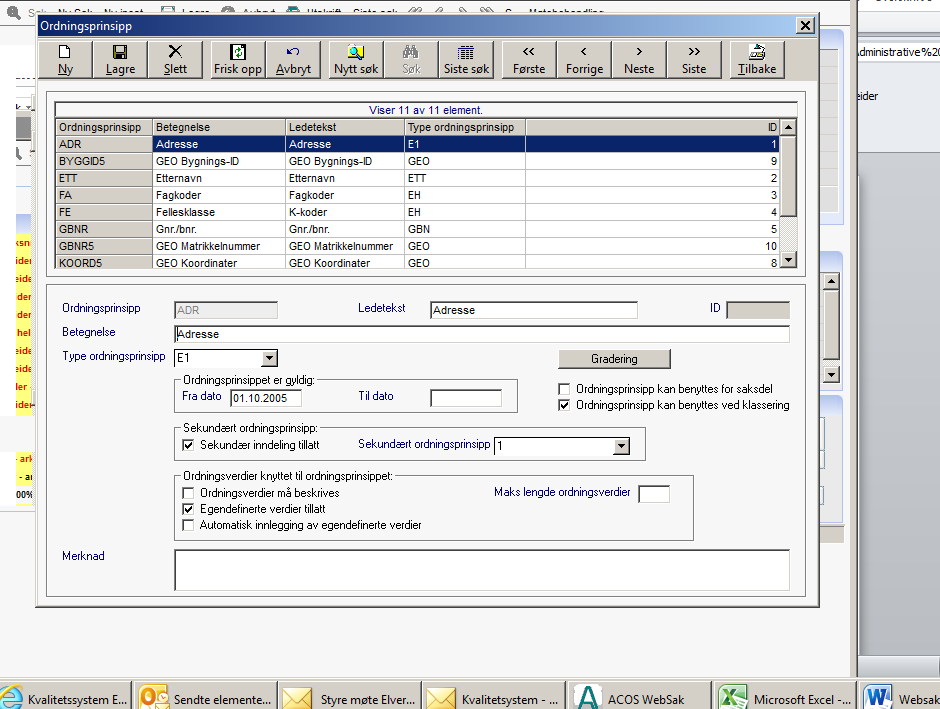 Ordningsprinsipp
Ny Lagre Slett Frisk opp Avbryt Nytt søk Søk Siste søk Første Forrige Neste Siste Tilbake
Viser 11 av 11 element.
Ordningsprinsipp Betegnelse Ledetekst Type ordningsprinsipp ID
ADR Adresse Adresse E1 1
BYGGID5 GEO Bygnings-ID GEO Bygnings-ID GEO 9
ETT Etternavn Etternavn ETT 2
FA Fagkoder Fagkoder EH 3
FE Fellesklasse K-koder EH 4
GBNR Gnr./bnr. Gnr./bnr. GBN 5
GBNR5 GEO Matrikkelnummer GEO Matrikkelnummer GEO 10
KOORD5 GEO Koordinater GEO Koordinater GEO 8
Ordningsprinsipp ADR Ledetekst Adresse ID
Betegnelse Adresse
Type ordningsprinsipp E1 Gradering
Ordningsprinsippet er gyldig:
Fra dato 01.10.2005 Til dato
Ordningsprinsipp kan benyttes for saksdel
Ordningsprinsipp kan benyttes ved klassering
Sekundært ordningsprinsipp:
Sekundær inndeling tillatt Sekundært ordningsprinsipp 1
Ordningsverdier knyttet til ordningsprinsippet:
Ordningsverdier må beskrives Maks lengde ordningsverdier
Egendefinerte verdier tillatt
Automatisk innlegging av egendefinerte verdier
Merknad
Kvalitetssystem E... Sendte elemente... Styre møte Elver... Kvalitetsystem - ... ACOS WebSak Microsoft Excel -... Websak